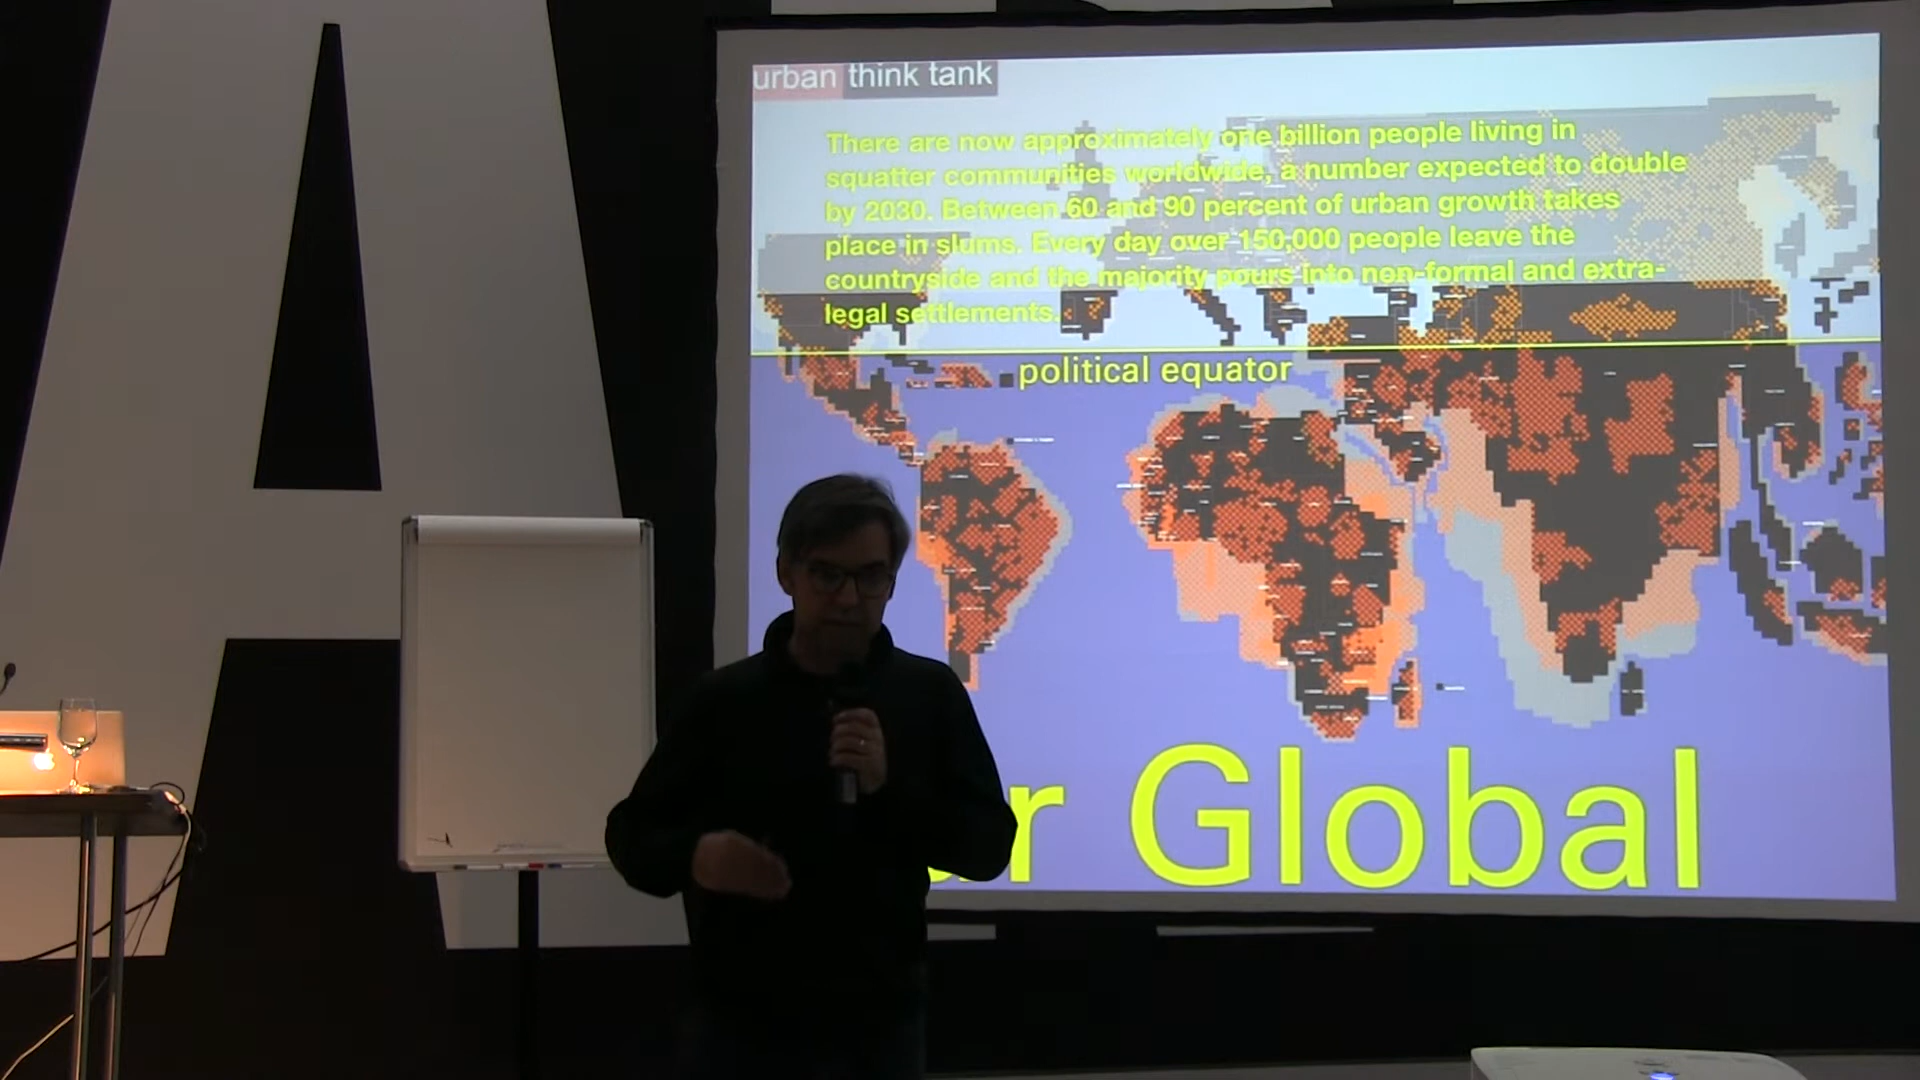 urban think tank
There are now approximately one billion people living in
squatter communities worldwide, a number expected to double
by 2030. Between 60 and 90 percent of urban growth takes
place in slums. Every day over 150,000 people leave the
countryside and the majority pours into non-formal and extra-
legal settlements.
political equator
Global